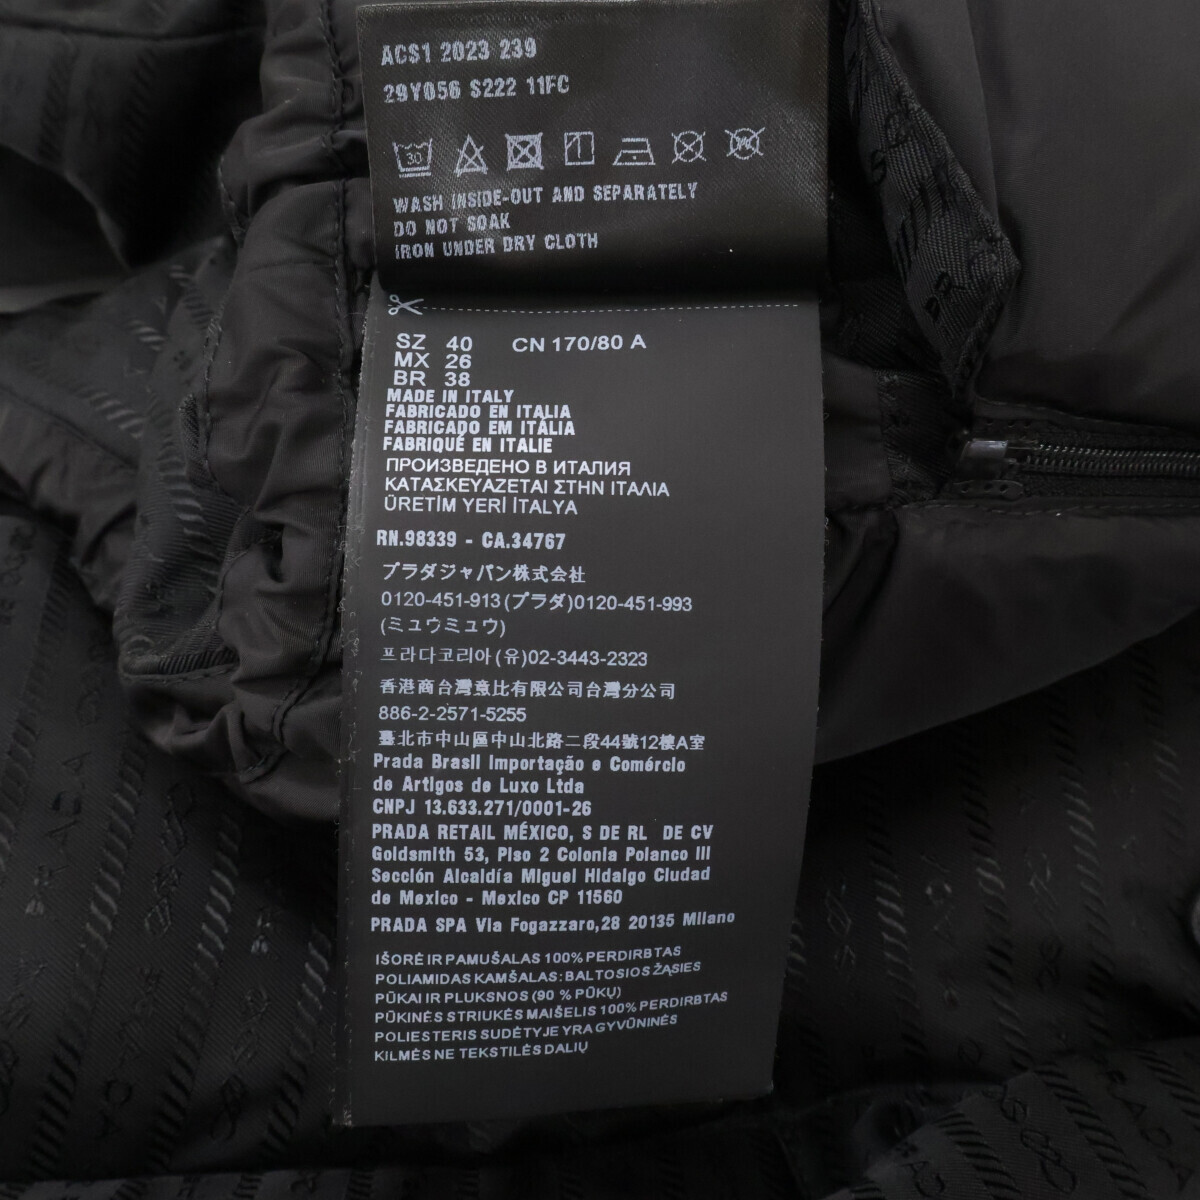 ACS1 2023 239
29Y056 S222 11FC
30
WASH INSIDE-OUT AND SEPARATELY
DO NOT SOAK
IRON UNDER DRY CLOTH
SZ 40 CN 170/80 A
MX 26
BR 38
MADE IN ITALY
FABRICADO EN ITALIA
FABRICADO EM ITÁLIA
FABRIQUÉ EN ITALIE
ПРОИЗВЕДЕНО В ИТАЛИЯ
ΚΑΤΑΣΚΕΥΑΖΕΤΑΙ ΣΤΗΝ ΙΤΑΛΙΑ
ÜRETİM YERİ İTALYA
RN.98339 - CA.34767
プラダジャパン株式会社
0120-451-913(プラダ)0120-451-993
(ミュウミュウ)
프라다코리아(유)02-3443-2323
香港商台灣意比有限公司台灣分公司
886-2-2571-5255
臺北市中山區中山北路二段44號12樓A室
Prada Brasil Importação e Comércio
de Artigos de Luxo Ltda
CNPJ 13.633.271/0001-26
PRADA RETAIL MÉXICO, S DE RL DE CV
Goldsmith 53, Piso 2 Colonia Polanco III
Sección Alcaldía Miguel Hidalgo Ciudad
de Mexico - Mexico CP 11560
PRADA SPA Via Fogazzaro,28 20135 Milano
IŠORĖ IR PAMUŠALAS 100% PERDIRBTAS
POLIAMIDAS KAMŠALAS: BALTOSIOS ŽĄSIES
PŪKAI IR PLUKSNOS (90 % PŪKŲ)
PŪKINĖS STRIUKĖS MAIŠELIS 100% PERDIRBTAS
POLIESTERIS SUDĖTYJE YRA GYVŪNINĖS
KILMĖS NE TEKSTILĖS DALIŲ